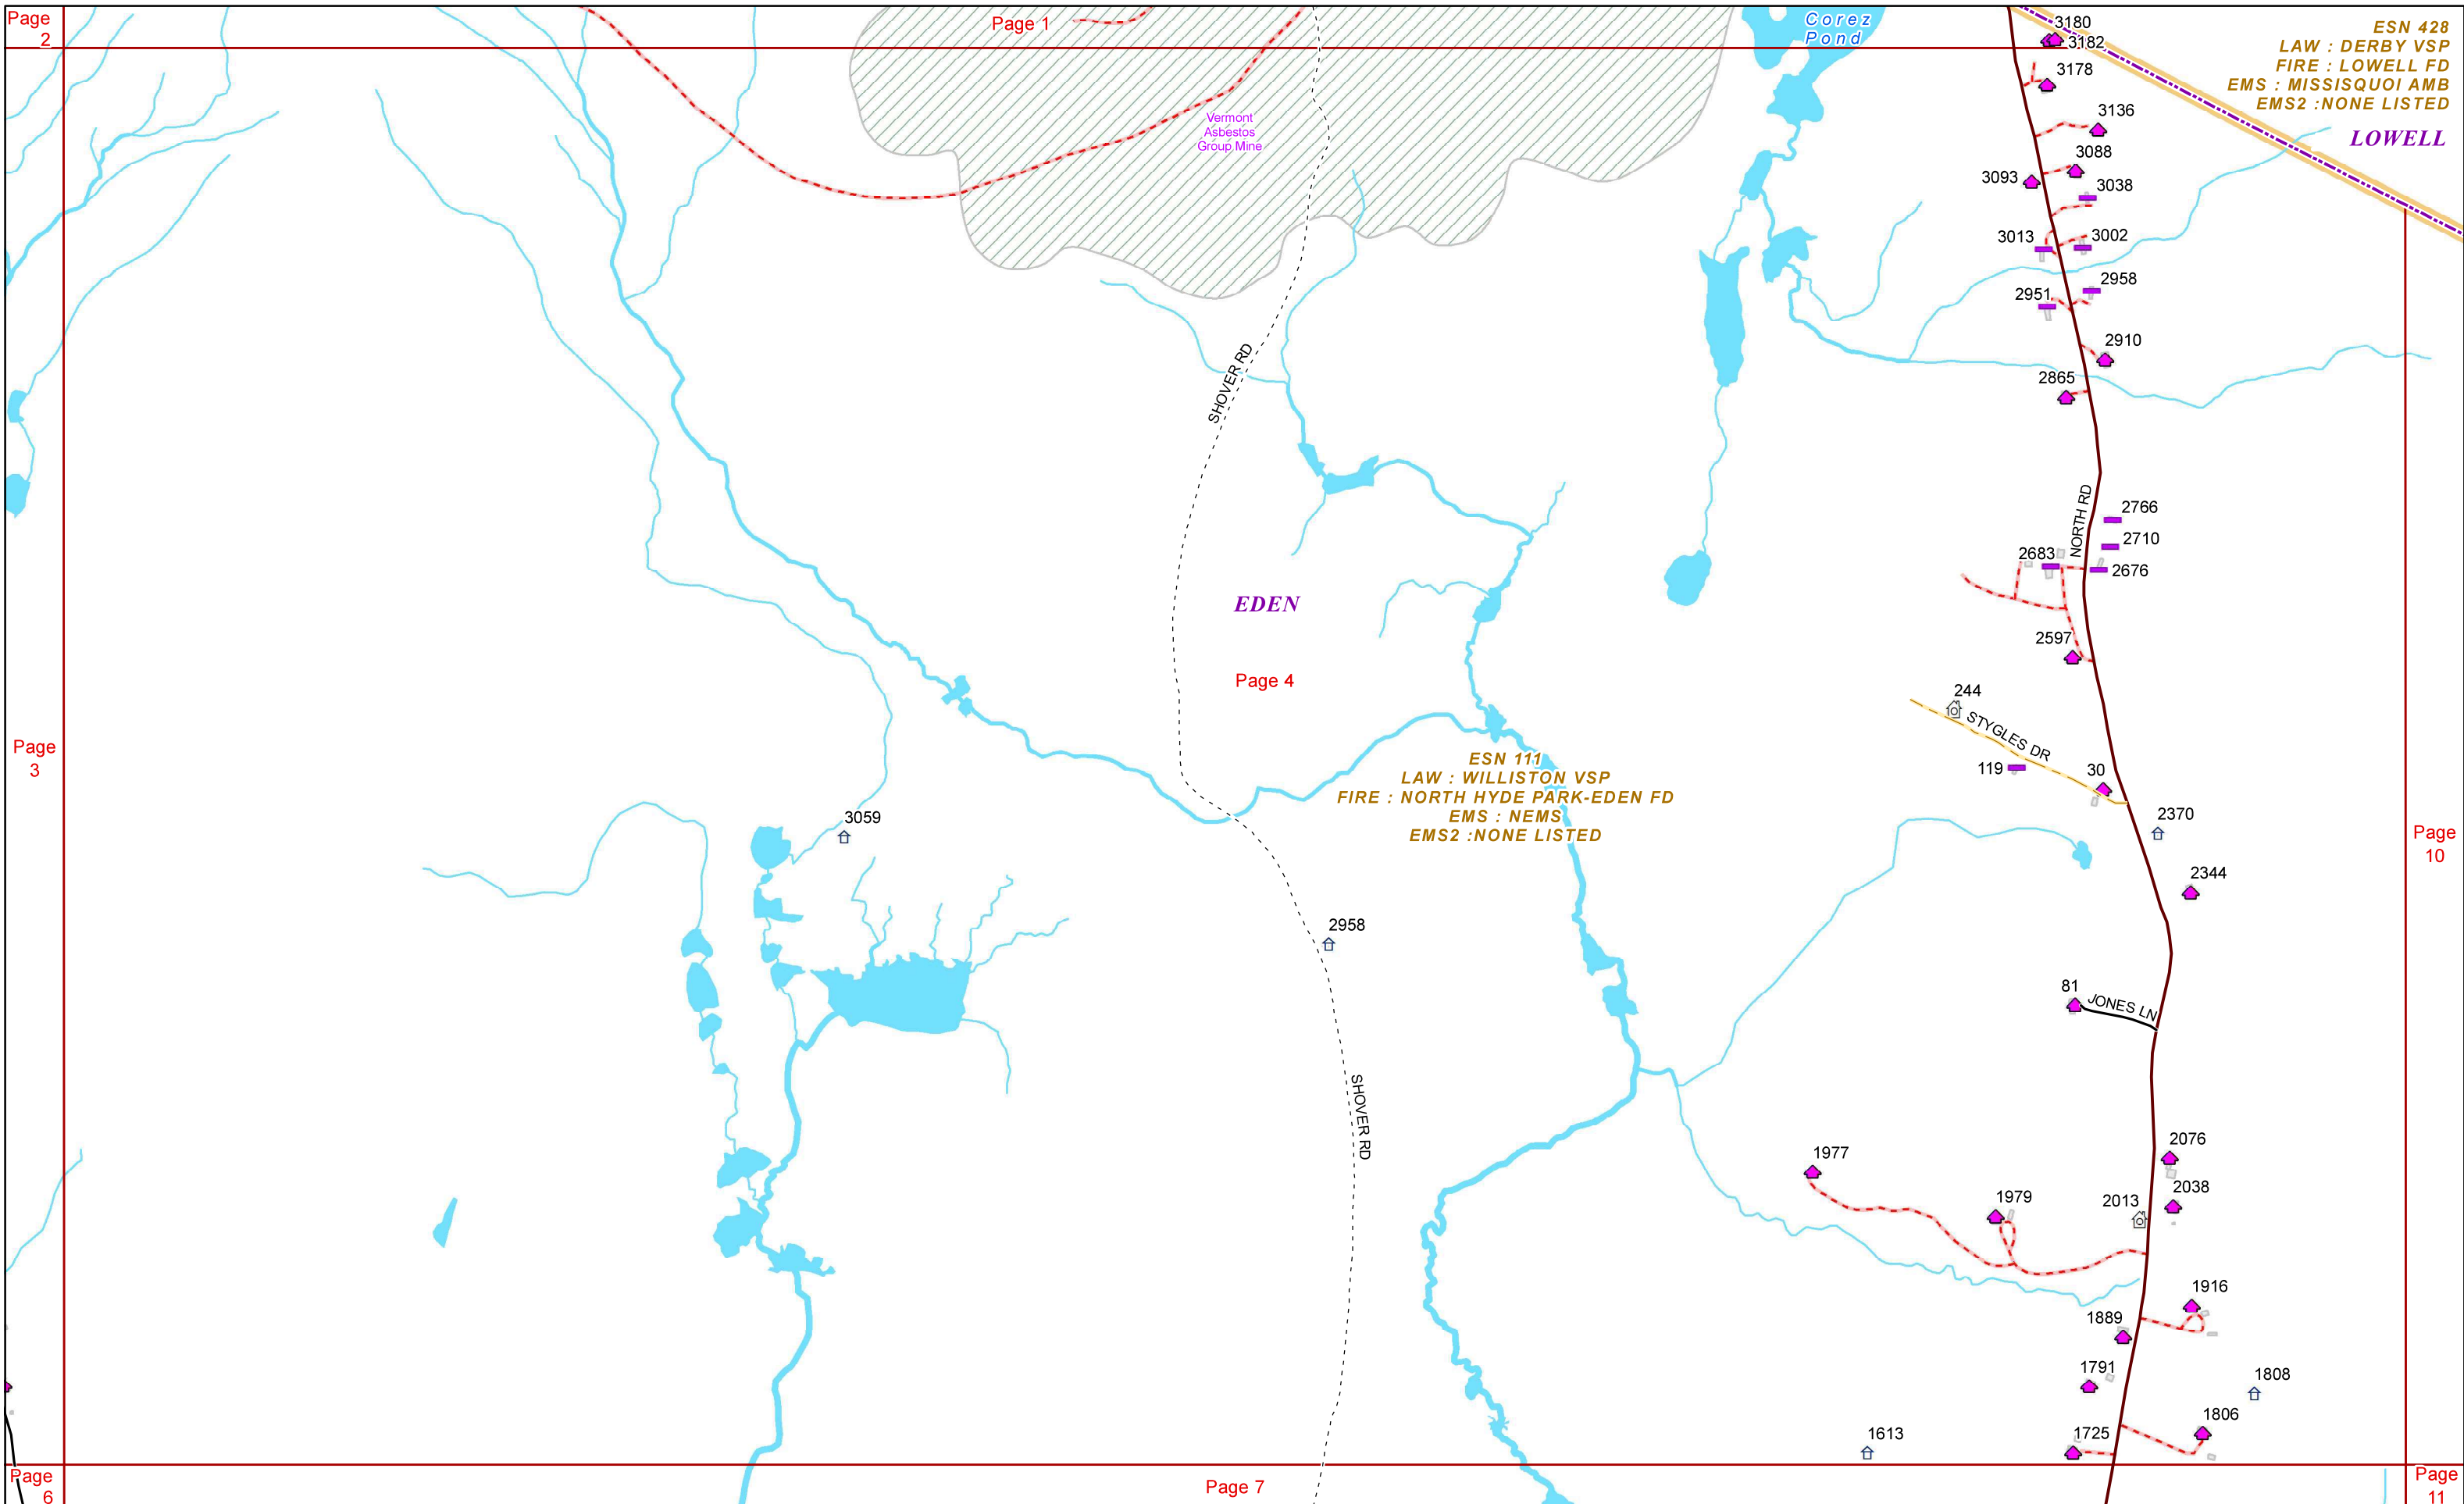 Page
2
Page 1
Corez
Pond
3180
3182
ESN 428
LAW : DERBY VSP
FIRE : LOWELL FD
EMS : MISSISQUOI AMB
EMS2 :NONE LISTED
LOWELL
3178
Vermont
Asbestos
Group Mine
3136
3088
3093
3038
3013
3002
2958
2951
2910
SHOVER RD
2865
NORTH RD
2766
2710
2683
2676
EDEN
2597
Page 4
244
STYGLES DR
Page
3
ESN 111
LAW : WILLISTON VSP
FIRE : NORTH HYDE PARK-EDEN FD
EMS : NEMS
EMS2 :NONE LISTED
119
30
3059
2370
Page
10
2344
2958
81
JONES LN
SHOVER RD
2076
1977
2038
1979
2013
1916
1889
1791
1808
1806
1613
1725
Page
6
Page 7
Page
11